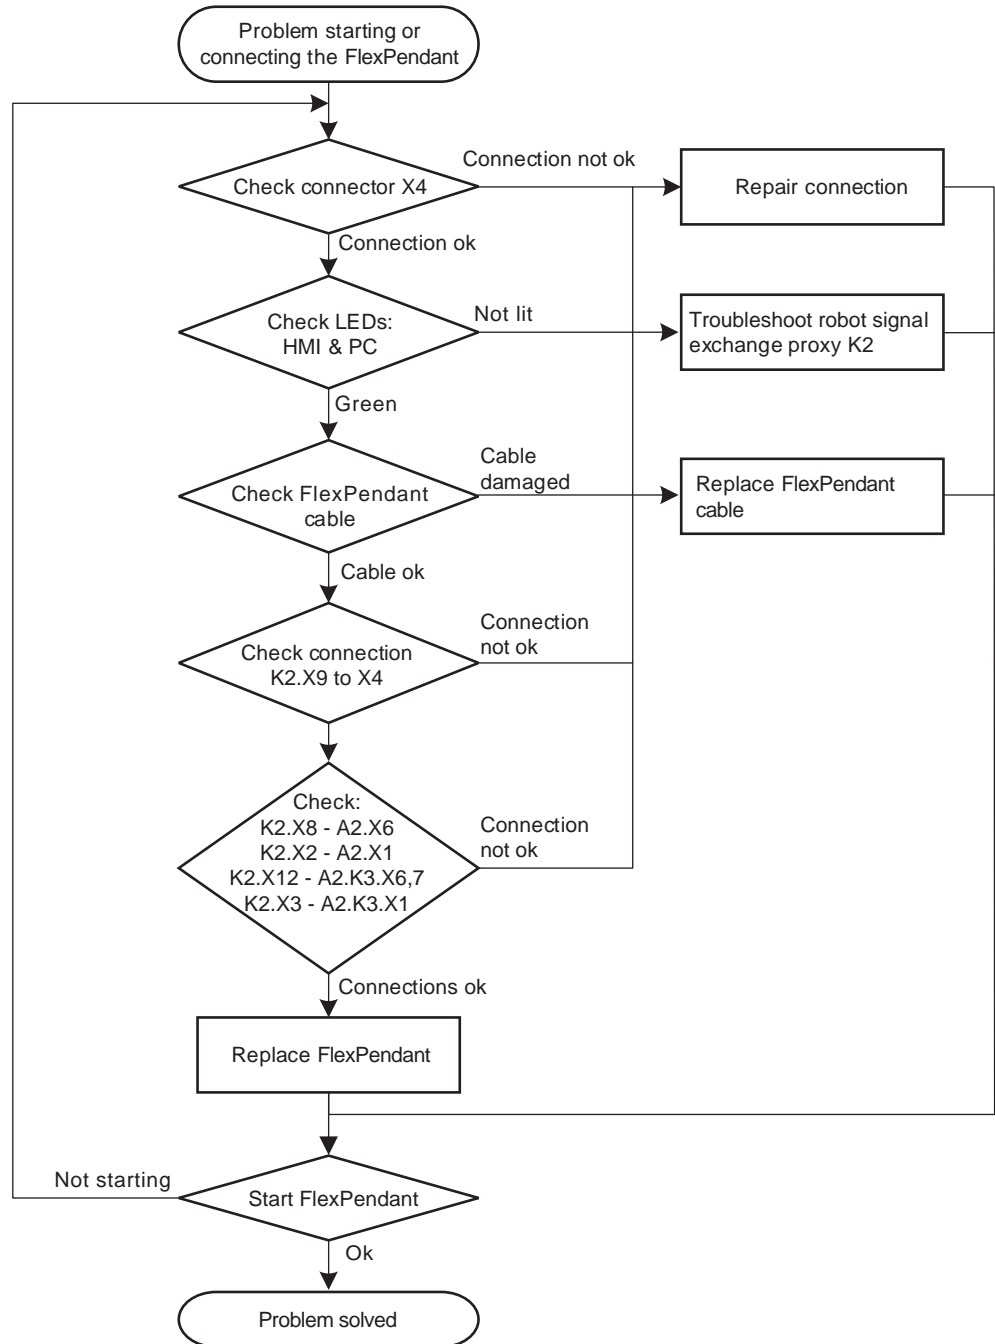 Problem starting or
connecting the FlexPendant
Check connector X4
Connection not ok
Repair connection
Connection ok
Check LEDs:
HMI & PC
Not lit
Troubleshoot robot signal
exchange proxy K2
Green
Check FlexPendant
cable
Cable
damaged
Replace FlexPendant
cable
Cable ok
Check connection
K2.X9 to X4
Connection
not ok
Check:
K2.X8 - A2.X6
K2.X2 - A2.X1
K2.X12 - A2.K3.X6,7
K2.X3 - A2.K3.X1
Connection
not ok
Connections ok
Replace FlexPendant
Not starting
Start FlexPendant
Ok
Problem solved